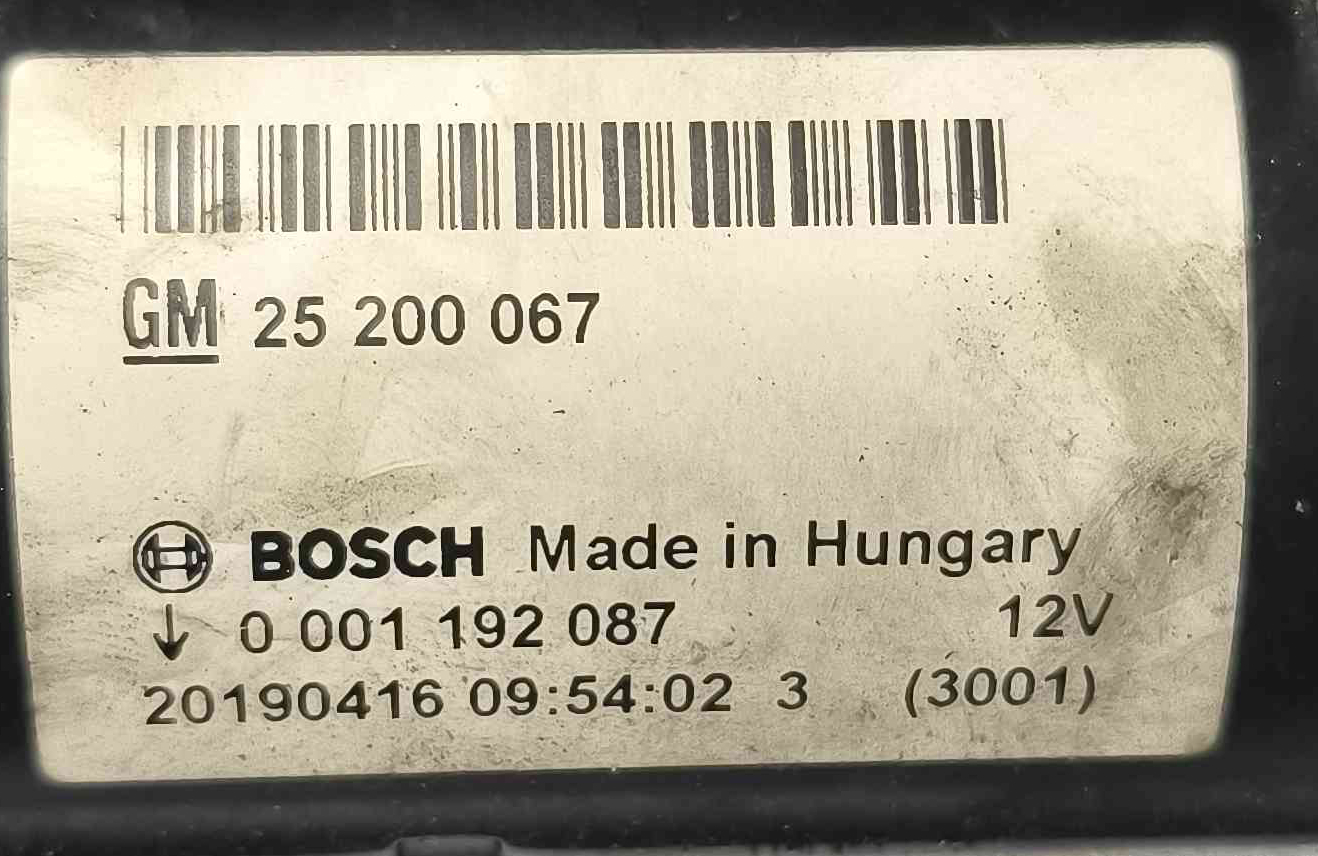 GM 25 200 067
BOSCH Made in Hungary
↓ 0 001 192 087 12V
20190416 09:54:02 3 (3001)